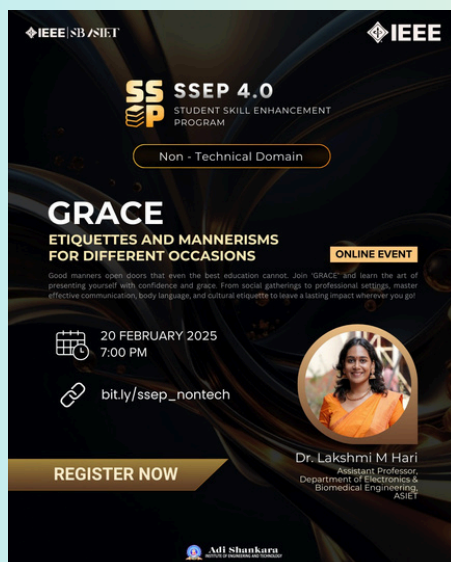 IEEE | SB ASIET
IEEE
SS
EP
SSEP 4.0
STUDENT SKILL ENHANCEMENT
PROGRAM
Non - Technical Domain
GRACE
ETIQUETTES AND MANNERISMS
FOR DIFFERENT OCCASIONS
ONLINE EVENT
Good manners open doors that even the best education cannot. Join "GRACE" and learn the art of
presenting yourself with confidence and grace. From social gatherings to professional settings, master
effective communication, body language, and cultural etiquette to leave a lasting impact wherever you go!
20 FEBRUARY 2025
7:00 PM
bit.ly/ssep_nontech
Dr. Lakshmi M Hari
Assistant Professor,
Department of Electronics &
Biomedical Engineering,
ASIET
REGISTER NOW
Adi Shankara
INSTITUTE OF ENGINEERING AND TECHNOLOGY